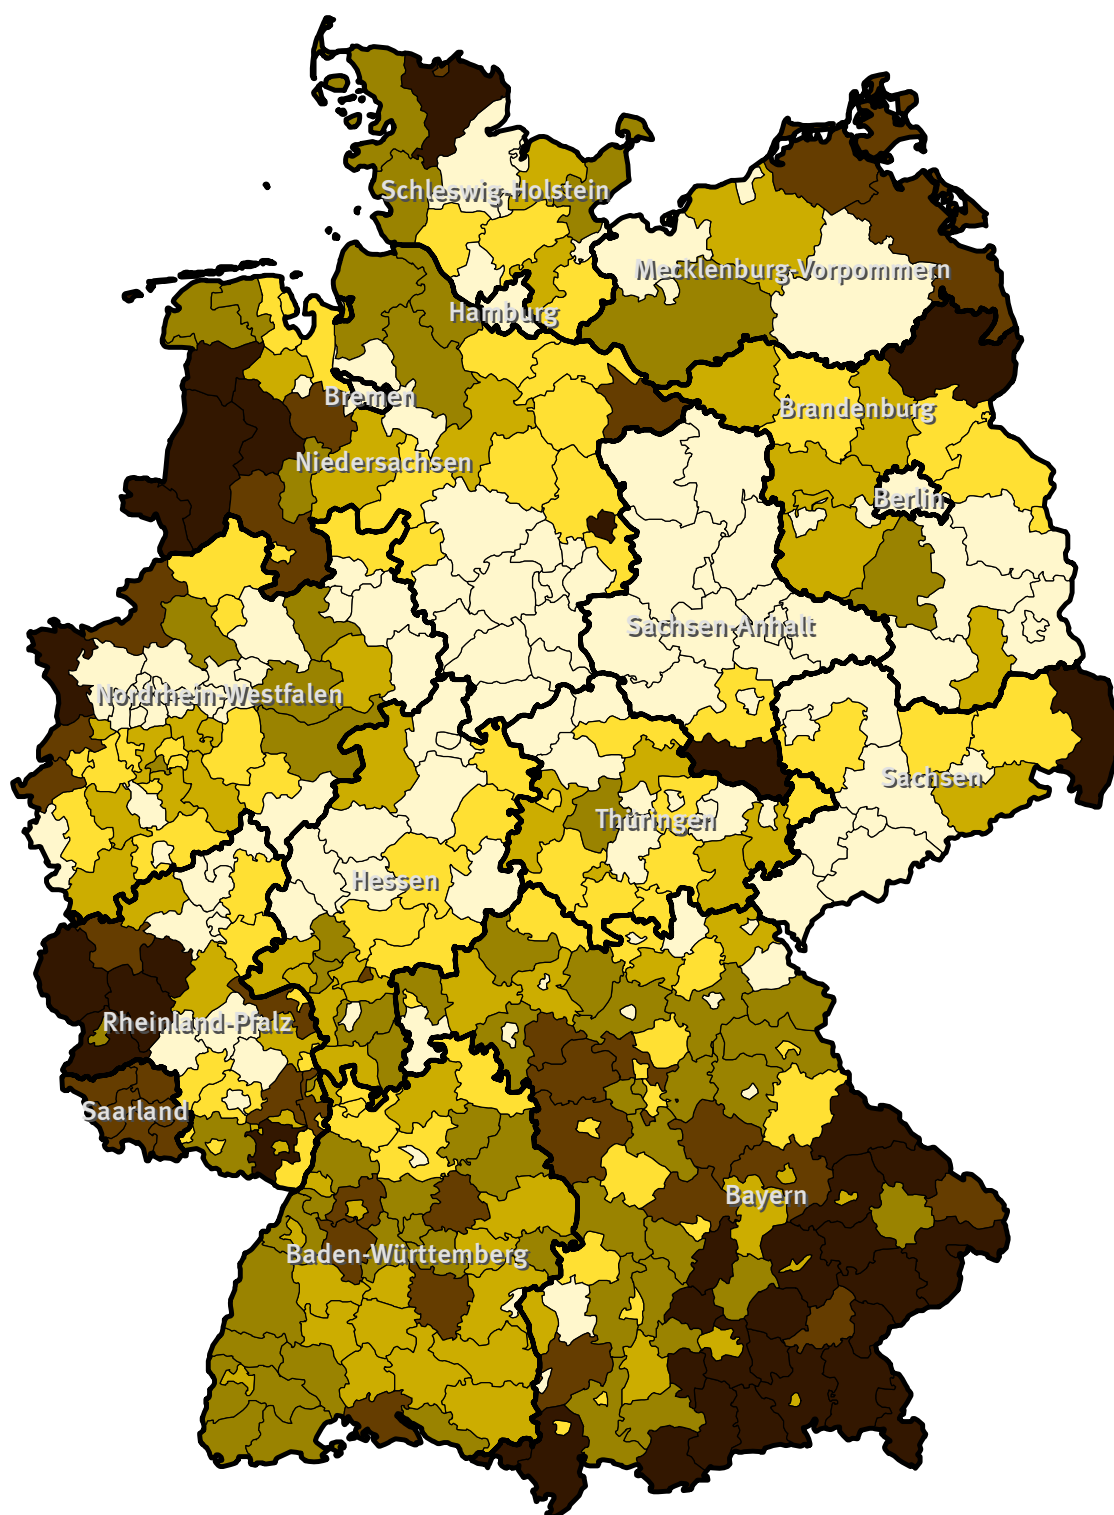 Schleswig-Holstein
Mecklenburg-Vorpommern
Hamburg
Bremen
Brandenburg
Niedersachsen
Berlin
Sachsen-Anhalt
Nordrhein-Westfalen
Sachsen
Thüringen
Hessen
Rheinland-Pfalz
Saarland
Bayern
Baden-Württemberg